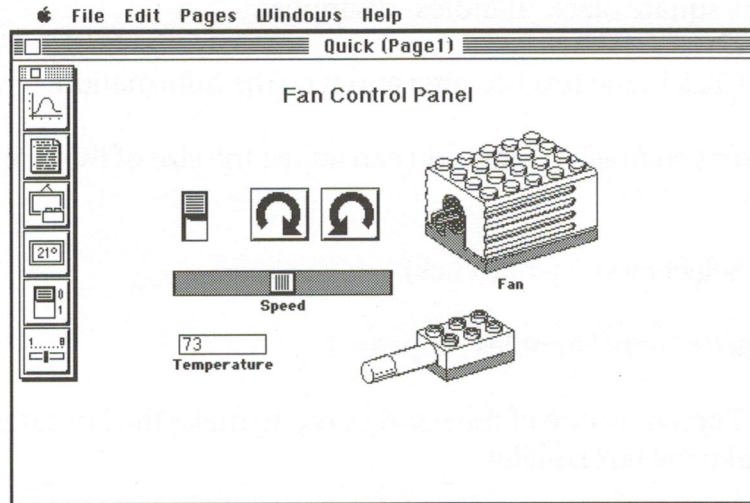 File Edit Pages Windows Help
Quick (Page1)
Fan Control Panel
21°
0
1
1......8
Speed
Fan
73
Temperature